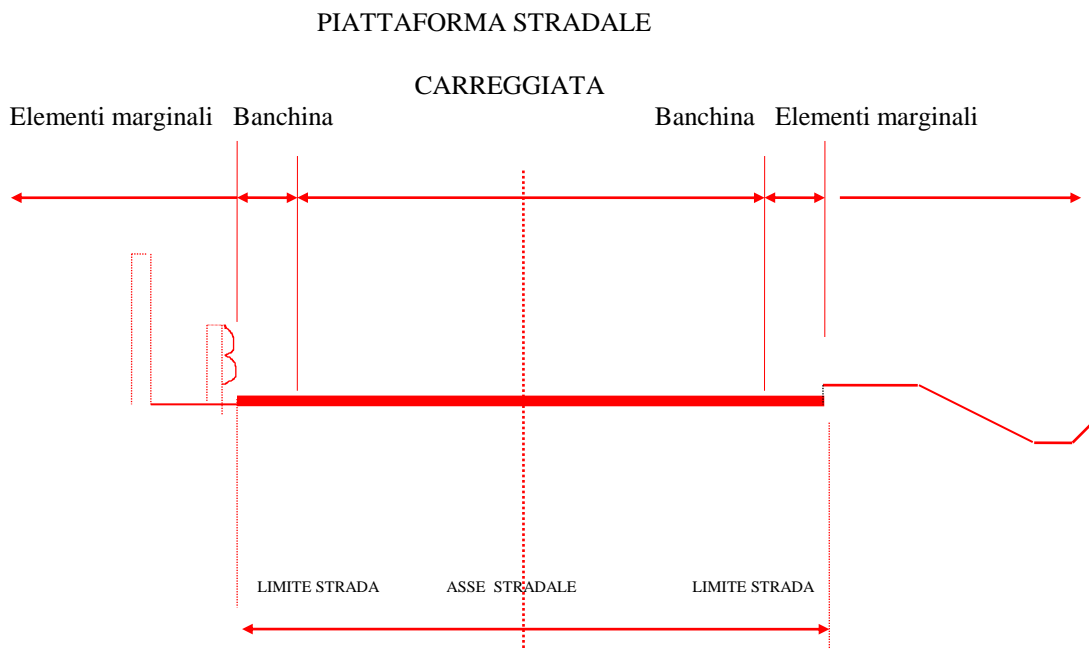 PIATTAFORMA STRADALE
CARREGGIATA
Elementi marginali Banchina Banchina Elementi marginali
LIMITE STRADA ASSE STRADALE LIMITE STRADA